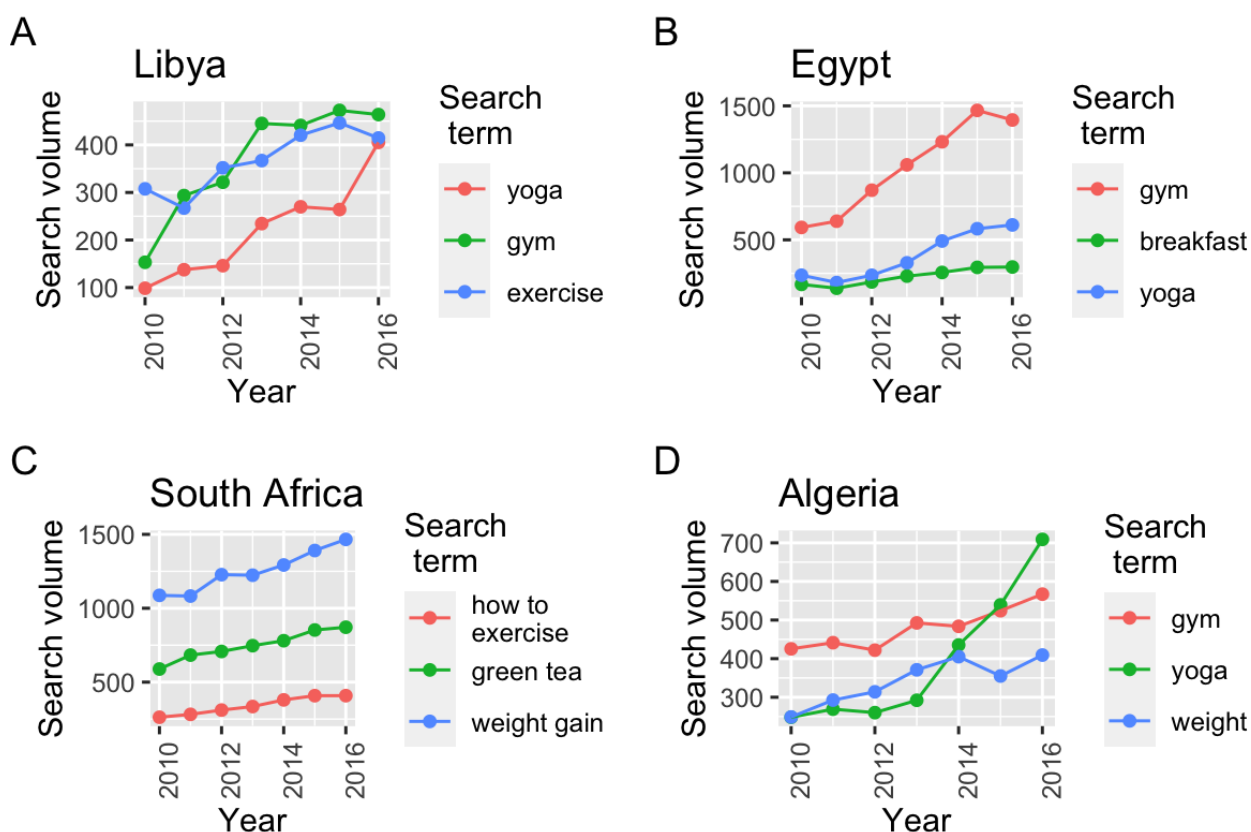 A
Libya
Search volume
400
300
200
100
2010
2012
2014
2016
Year
Search
term
yoga
gym
exercise
B
Egypt
Search volume
1500
1000
500
2010
2012
2014
2016
Year
Search
term
gym
breakfast
yoga
C
South Africa
Search volume
1500
1000
500
2010
2012
2014
2016
Year
Search
term
how to
exercise
green tea
weight gain
D
Algeria
Search volume
700
600
500
400
300
2010
2012
2014
2016
Year
Search
term
gym
yoga
weight